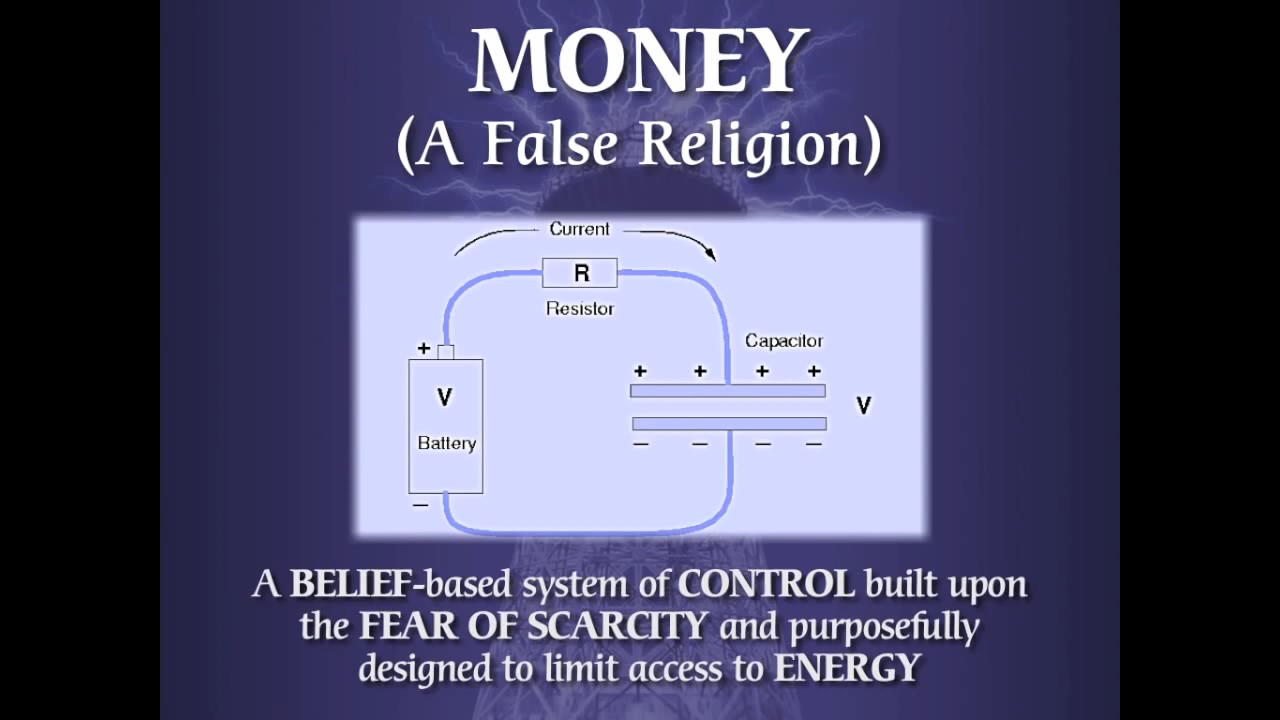 MONEY
(A False Religion)
Current
R
Resistor
Capacitor
+
+ + + +
V
V
Battery
− − − −
−
A BELIEF-based system of CONTROL built upon
the FEAR OF SCARCITY and purposefully
designed to limit access to ENERGY